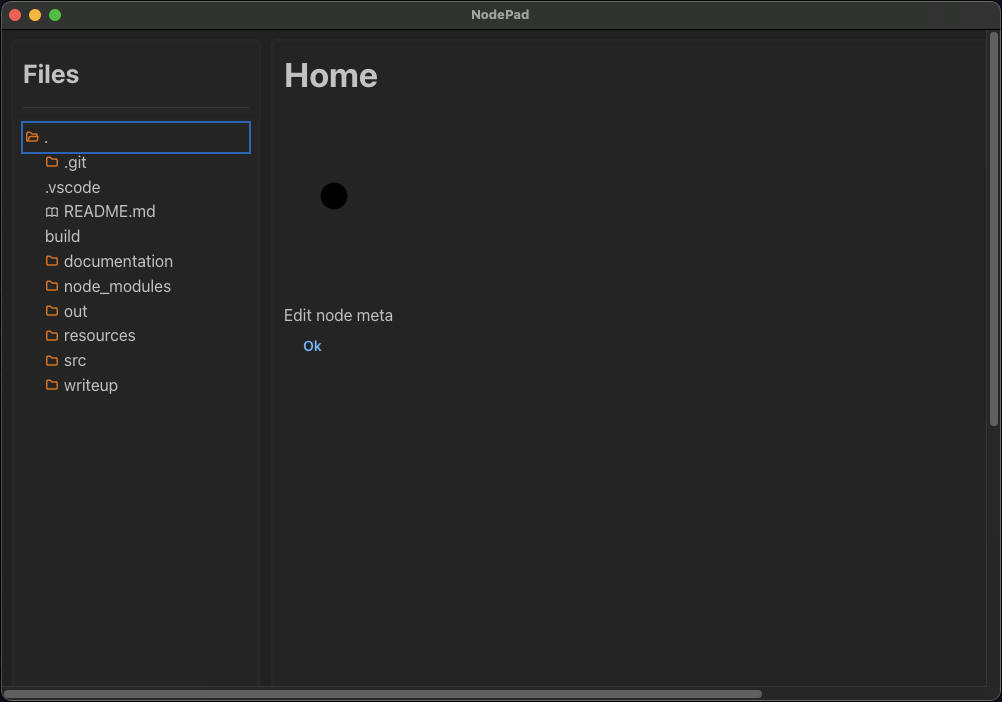 NodePad
Files
.
.git
.vscode
README.md
build
documentation
node_modules
out
resources
src
writeup
Home
Edit node meta
Ok